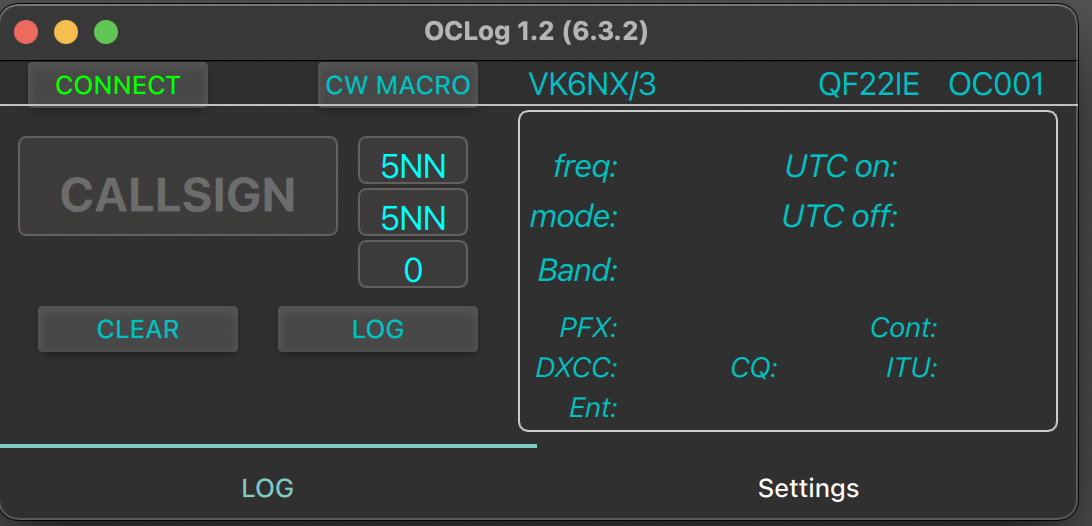 OCLog 1.2 (6.3.2)
CONNECT CW MACRO VK6NX/3 QF22IE OC001
CALLSIGN
5NN
5NN
0
CLEAR LOG
freq: UTC on:
mode: UTC off:
Band:
PFX: Cont:
DXCC: CQ: ITU:
Ent:
LOG Settings